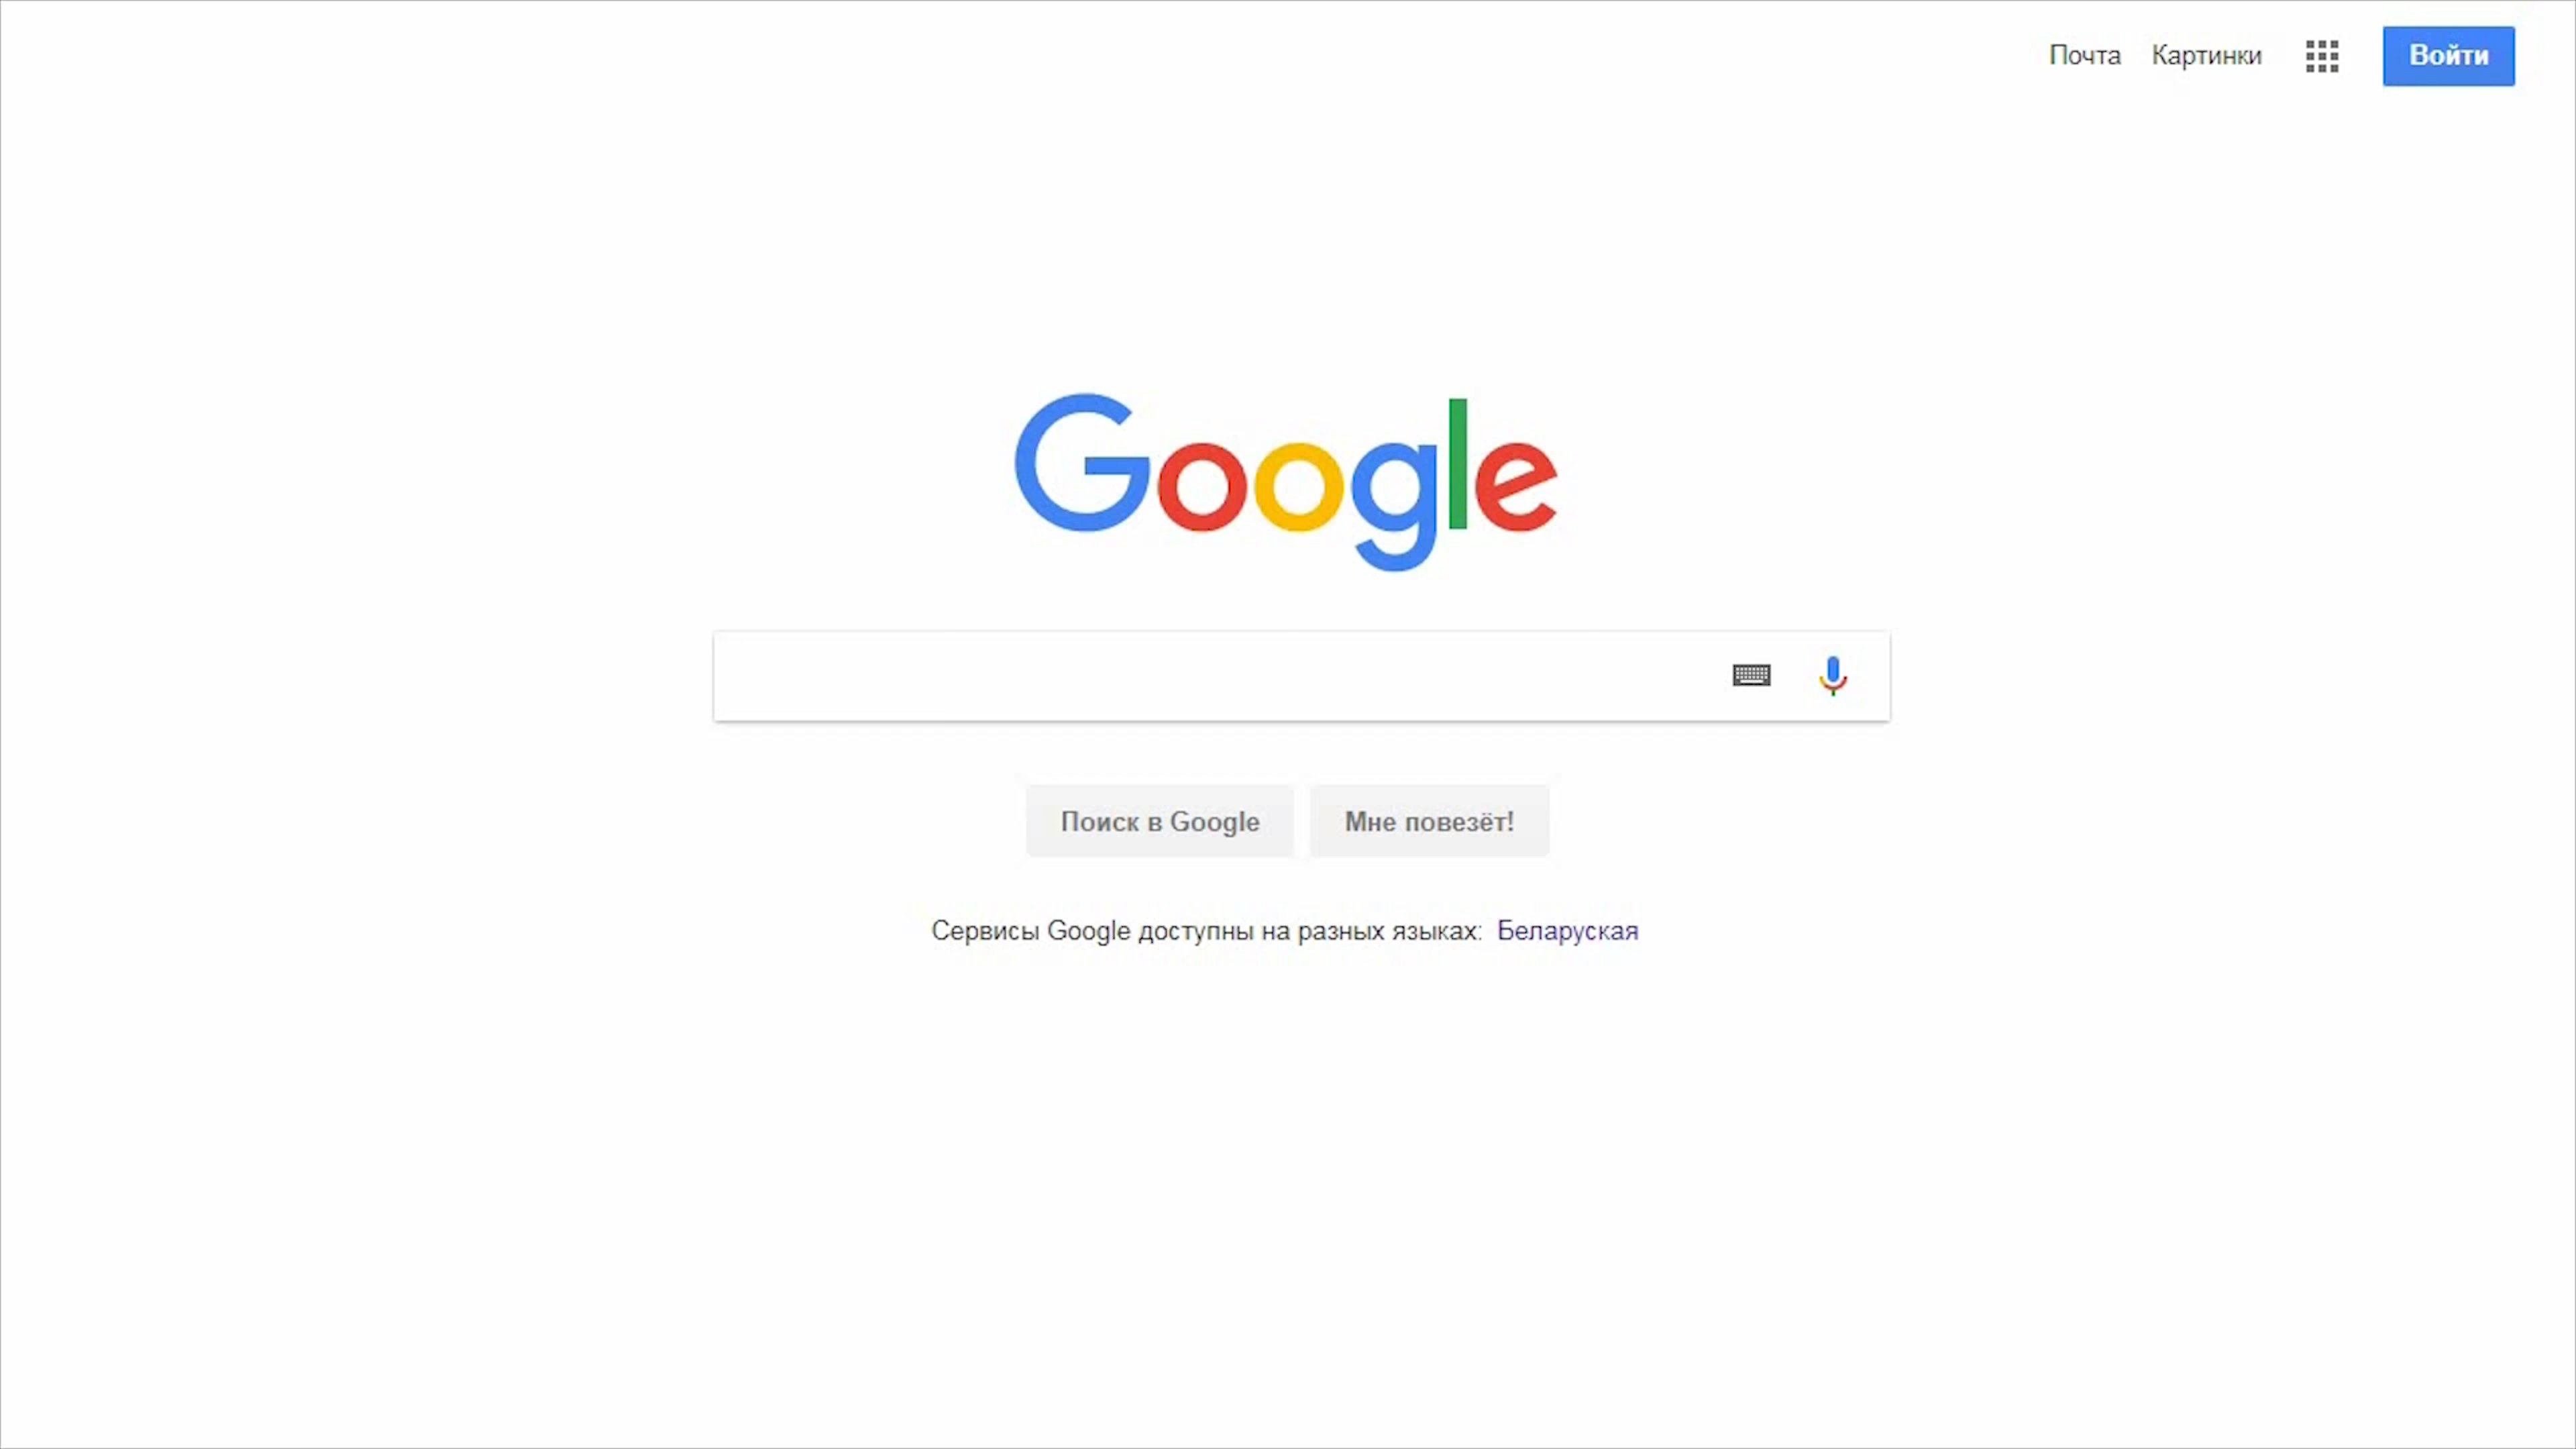 Почта Картинки Войти
Google
Поиск в Google Мне повезёт!
Сервисы Google доступны на разных языках: Беларуская